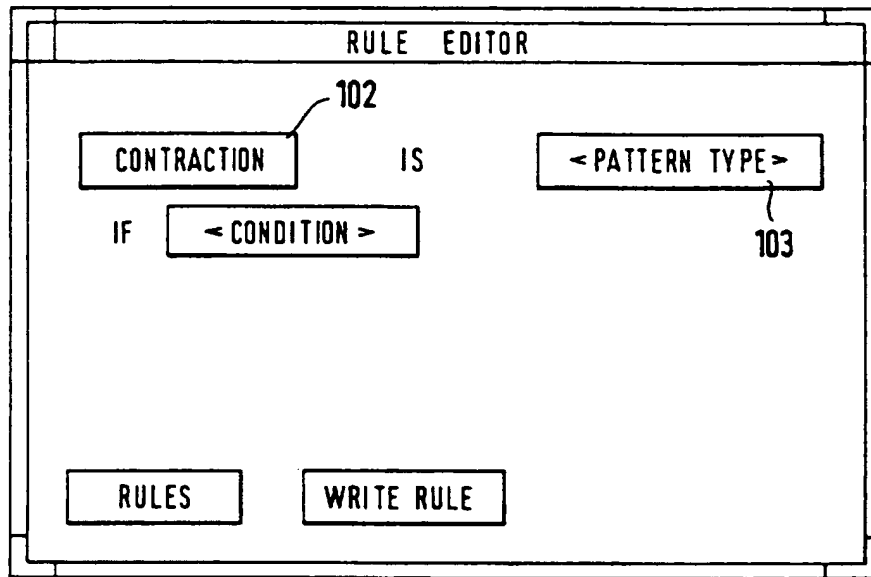 RULE EDITOR
102
CONTRACTION IS <PATTERN TYPE>
103
IF <CONDITION>
RULES WRITE RULE